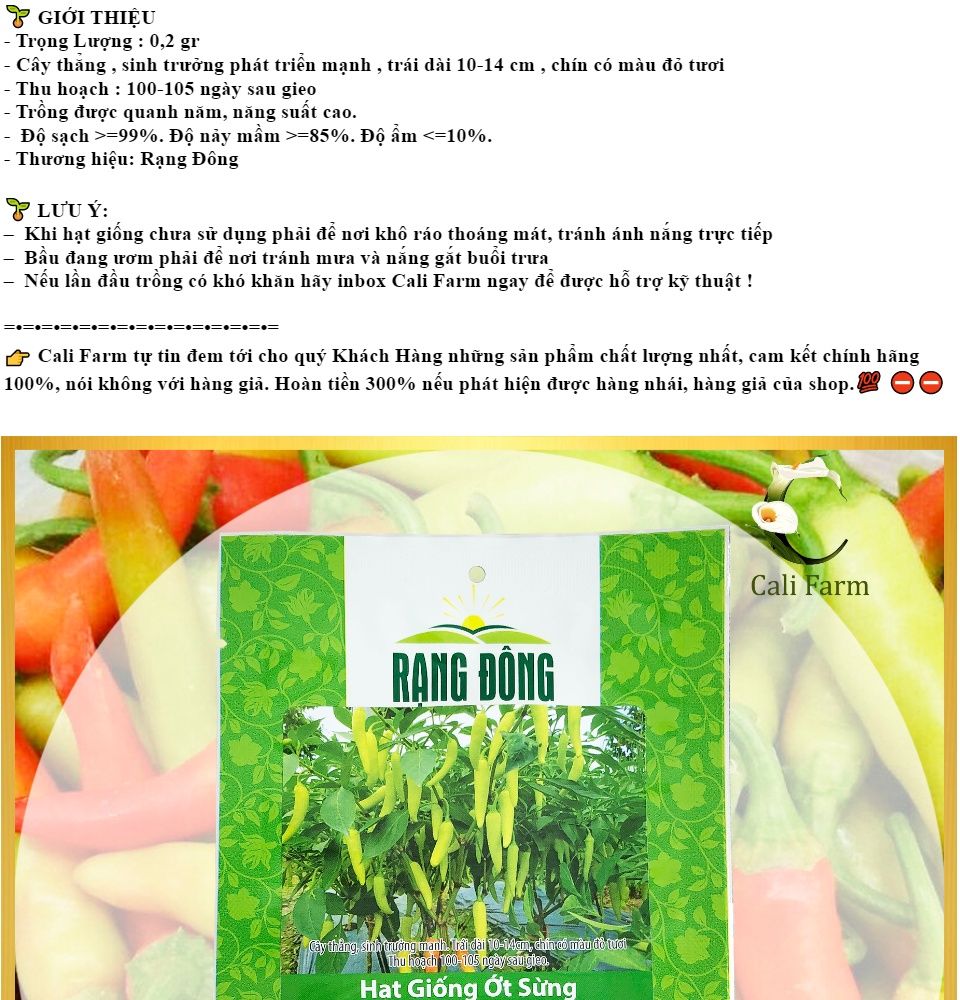 GIỚI THIỆU
- Trọng Lượng : 0,2 gr
- Cây thẳng , sinh trưởng phát triển mạnh , trái dài 10-14 cm , chín có màu đỏ tươi
- Thu hoạch : 100-105 ngày sau gieo
- Trồng được quanh năm, năng suất cao.
- Độ sạch >=99%. Độ nảy mầm >=85%. Độ ẩm <=10%.
- Thương hiệu: Rạng Đông
LƯU Ý:
– Khi hạt giống chưa sử dụng phải để nơi khô ráo thoáng mát, tránh ánh nắng trực tiếp
– Bầu đang ươm phải để nơi tránh mưa và nắng gắt buổi trưa
– Nếu lần đầu trồng có khó khăn hãy inbox Cali Farm ngay để được hỗ trợ kỹ thuật !
=•=•=•=•=•=•=•=•=•=•=•=•=•=•=
👉 Cali Farm tự tin đem tới cho quý Khách Hàng những sản phẩm chất lượng nhất, cam kết chính hãng
100%, nói không với hàng giả. Hoàn tiền 300% nếu phát hiện được hàng nhái, hàng giả của shop.💯 ⛔⛔
Cali Farm
RẠNG ĐÔNG
Cây thẳng, sinh trưởng mạnh. Trái dài 10-14cm, chín có màu đỏ tươi
Thu hoạch 100-105 ngày sau gieo.
Hạt Giống Ớt Sừng